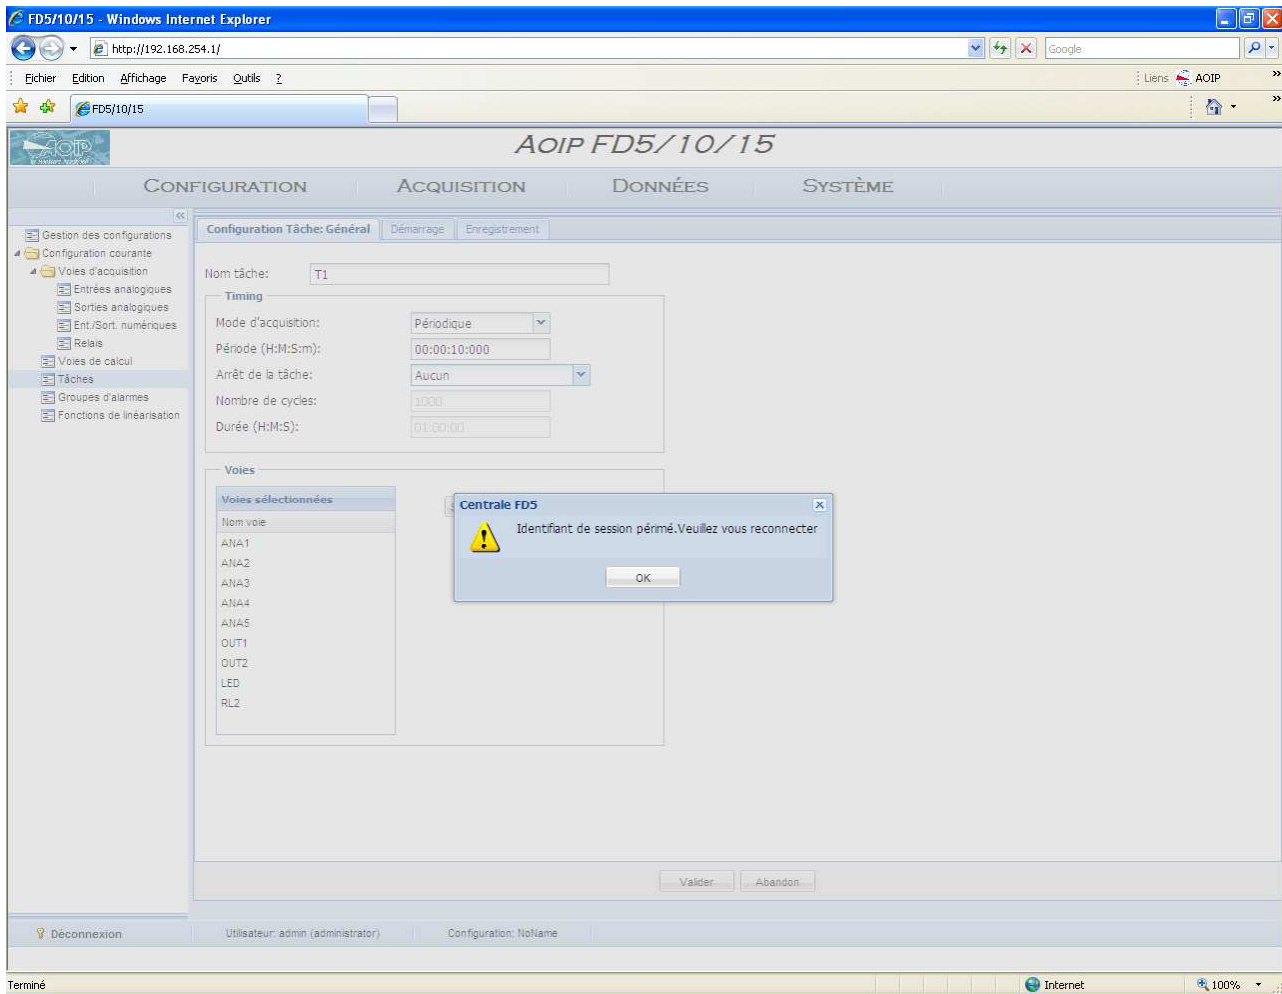 FD5/10/15 - Windows Internet Explorer
http://192.168.254.1/
Google
Fichier Edition Affichage Favoris Outils ?
Liens AOIP »
FD5/10/15
»
AOIP
AOIP FD5/10/15
CONFIGURATION ACQUISITION DONNÉES SYSTÈME
Gestion des configurations
Configuration courante
Voies d'acquisition
Entrées analogiques
Sorties analogiques
Ent./Sort. numériques
Relais
Voies de calcul
Tâches
Groupes d'alarmes
Fonctions de linéarisation
Configuration Tâche: Général Démarrage Enregistrement
Nom tâche: T1
Timing
Mode d'acquisition: Périodique
Période (H:M:S:m): 00:00:10:000
Arrêt de la tâche: Aucun
Nombre de cycles: 1000
Durée (H:M:S): 01:00:00
Voies
Voies sélectionnées
Nom voie
ANA1
ANA2
ANA3
ANA4
ANA5
OUT1
OUT2
LED
RL2
Centrale FD5
Identifiant de session périmé.Veuillez vous reconnecter
OK
Valider Abandon
Déconnexion Utilisateur: admin (administrator) Configuration: NoName
Terminé Internet 100%